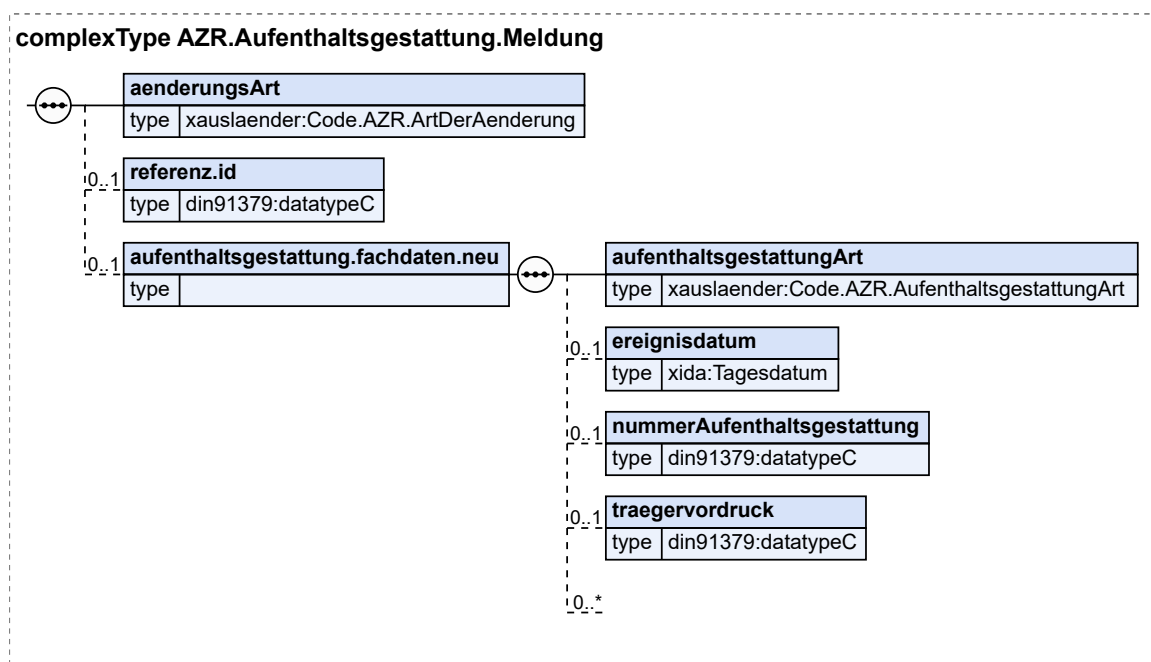 complexType AZR.Aufenthaltsgestattung.Meldung
aenderungsArt
type xauslaender:Code.AZR.ArtDerAenderung
0..1 referenz.id
type din91379:datatypeC
0..1 aufenthaltsgestattung.fachdaten.neu
type
aufenthaltsgestattungArt
type xauslaender:Code.AZR.AufenthaltsgestattungArt
0..1 ereignisdatum
type xida:Tagesdatum
0..1 nummerAufenthaltsgestattung
type din91379:datatypeC
0..1 traegervordruck
type din91379:datatypeC
0..*